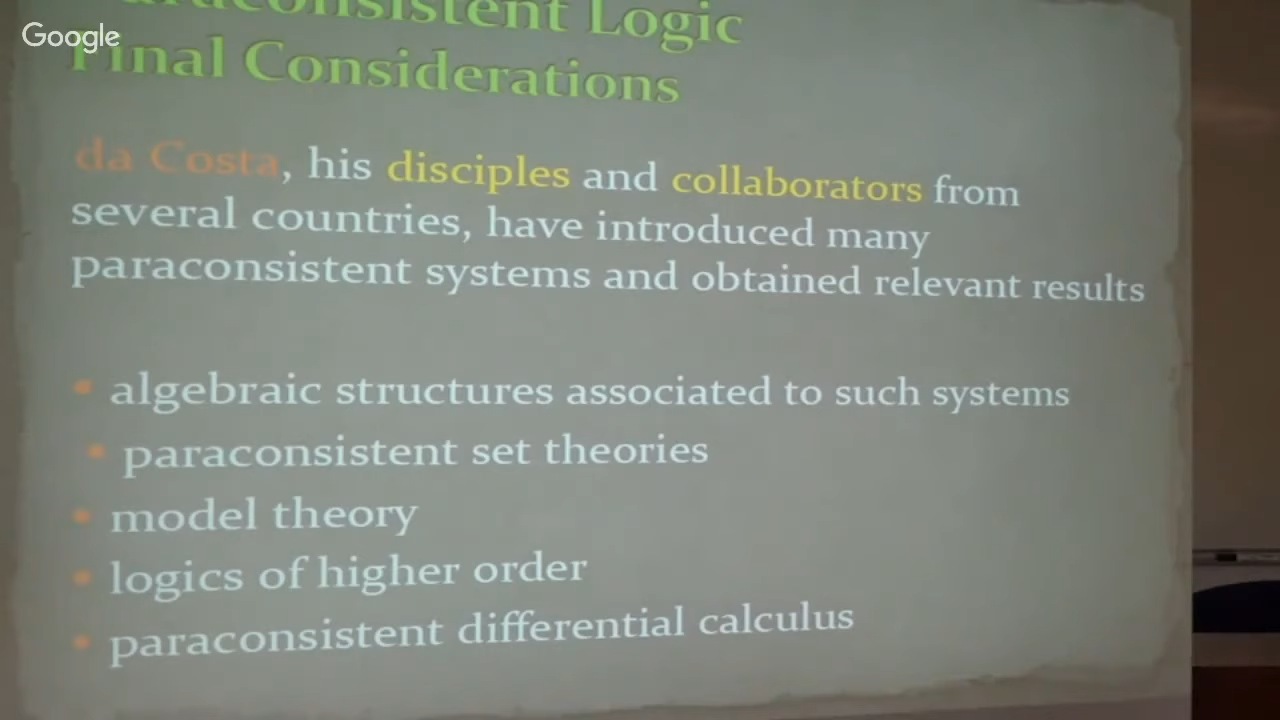 Google
Paraconsistent Logic
Final Considerations
da Costa, his disciples and collaborators from
several countries, have introduced many
paraconsistent systems and obtained relevant results
• algebraic structures associated to such systems
• paraconsistent set theories
• model theory
• logics of higher order
• paraconsistent differential calculus